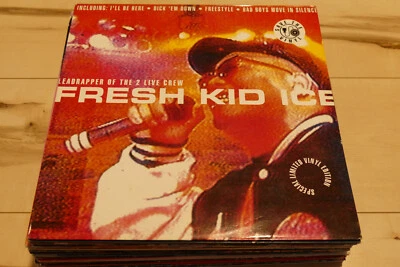 INCLUDING: I'LL BE HERE - KICK 'EM DOWN - FREESTYLE - BAD BOYS MOVE IN SILENCE
LEADRAPPER OF THE 2 LIVE CREW
FRESH KID ICE
SPECIAL LIMITED VINYL EDITION